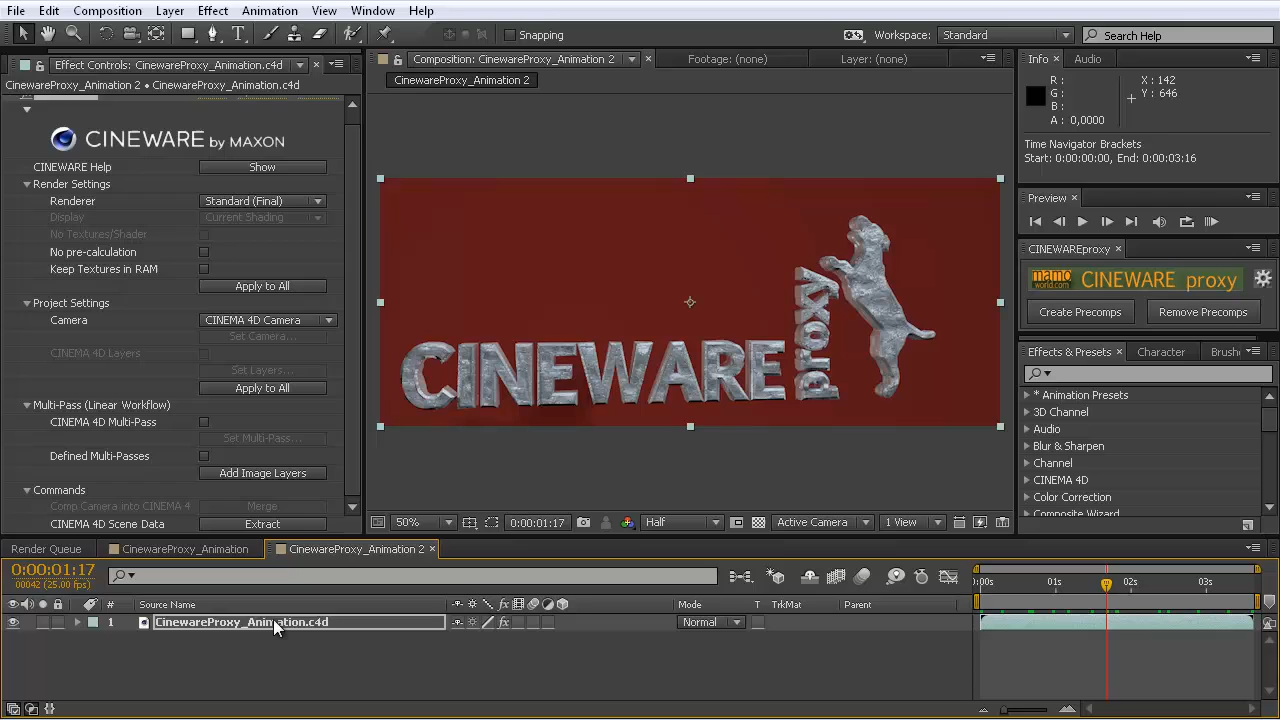 File Edit Composition Layer Effect Animation View Window Help
Snapping Workspace: Standard Search Help
Effect Controls: CinewareProxy_Animation.c4d Composition: CinewareProxy_Animation 2 Footage: (none) Layer: (none) Info Audio
CinewareProxy_Animation 2 • CinewareProxy_Animation.c4d
CINEWARE by MAXON
CINEWARE Help Show
Render Settings
Renderer Standard (Final)
Display Current Shading
No Textures/Shader
No pre-calculation
Keep Textures in RAM
Apply to All
Project Settings
Camera CINEMA 4D Camera
Set Camera...
CINEMA 4D Layers
Set Layers...
Apply to All
Multi-Pass (Linear Workflow)
CINEMA 4D Multi-Pass
Set Multi-Pass...
Defined Multi-Passes
Add Image Layers
Commands
Comp Camera into CINEMA 4 Merge
CINEMA 4D Scene Data Extract
CinewareProxy_Animation 2
CINEWARE proxy
50% 0:00:01:17 Half Active Camera 1 View
R : X : 142
G : Y : 646
B :
A : 0,0000
Time Navigator Brackets
Start: 0:00:00:00, End: 0:00:03:16
Preview
CINEWAREproxy
mamoworld.com CINEWARE proxy
Create Precomps Remove Precomps
Effects & Presets Character Brush
* Animation Presets
3D Channel
Audio
Blur & Sharpen
Channel
CINEMA 4D
Color Correction
Composite Wizard
Render Queue CinewareProxy_Animation CinewareProxy_Animation 2
0:00:01:17
00042 (25.00 fps)
:00s 01s 02s 03s
# Source Name fx Mode T TrkMat Parent
1 CinewareProxy_Animation.c4d fx Normal